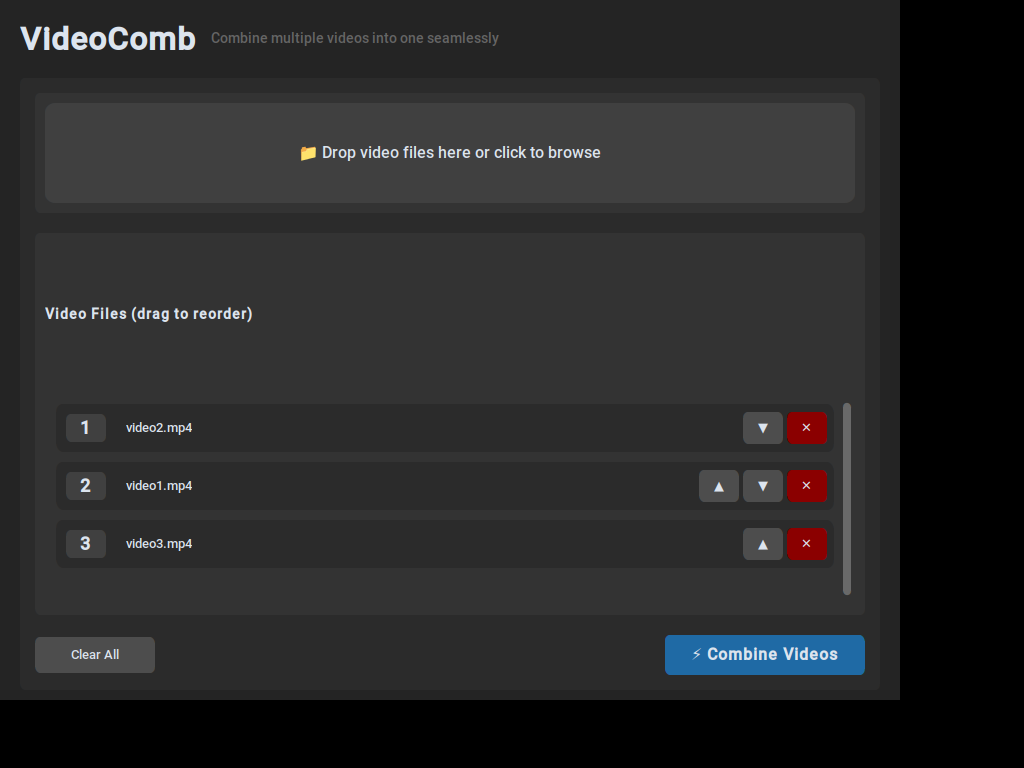 VideoComb Combine multiple videos into one seamlessly
📁 Drop video files here or click to browse
Video Files (drag to reorder)
1 video2.mp4 ▼ ×
2 video1.mp4 ▲ ▼ ×
3 video3.mp4 ▲ ×
Clear All ⚡ Combine Videos